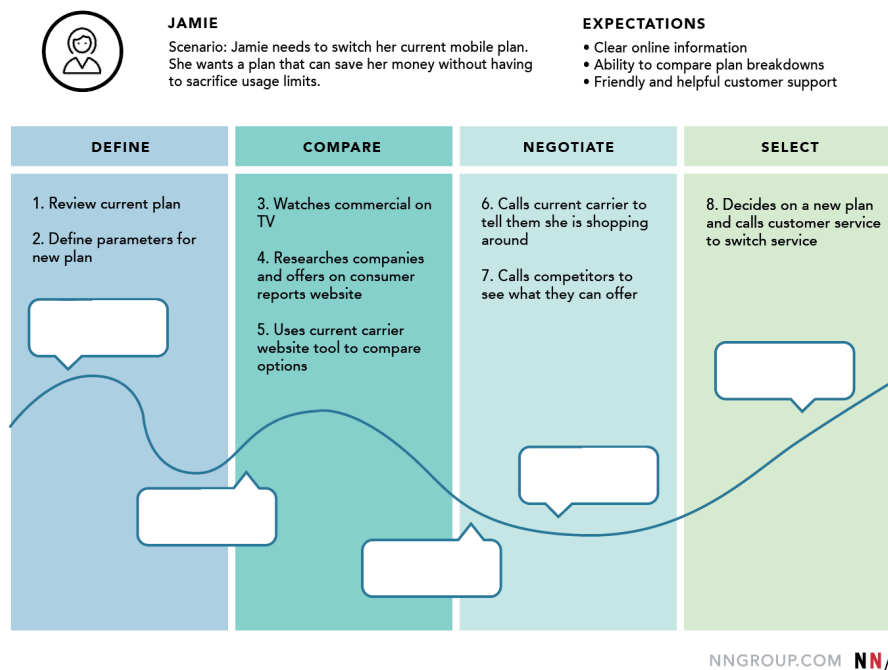 JAMIE
Scenario: Jamie needs to switch her current mobile plan.
She wants a plan that can save her money without having
to sacrifice usage limits.
EXPECTATIONS
• Clear online information
• Ability to compare plan breakdowns
• Friendly and helpful customer support
DEFINE
COMPARE
NEGOTIATE
SELECT
1. Review current plan
2. Define parameters for
new plan
3. Watches commercial on
TV
4. Researches companies
and offers on consumer
reports website
5. Uses current carrier
website tool to compare
options
6. Calls current carrier to
tell them she is shopping
around
7. Calls competitors to
see what they can offer
8. Decides on a new plan
and calls customer service
to switch service
NNGROUP.COM NN/